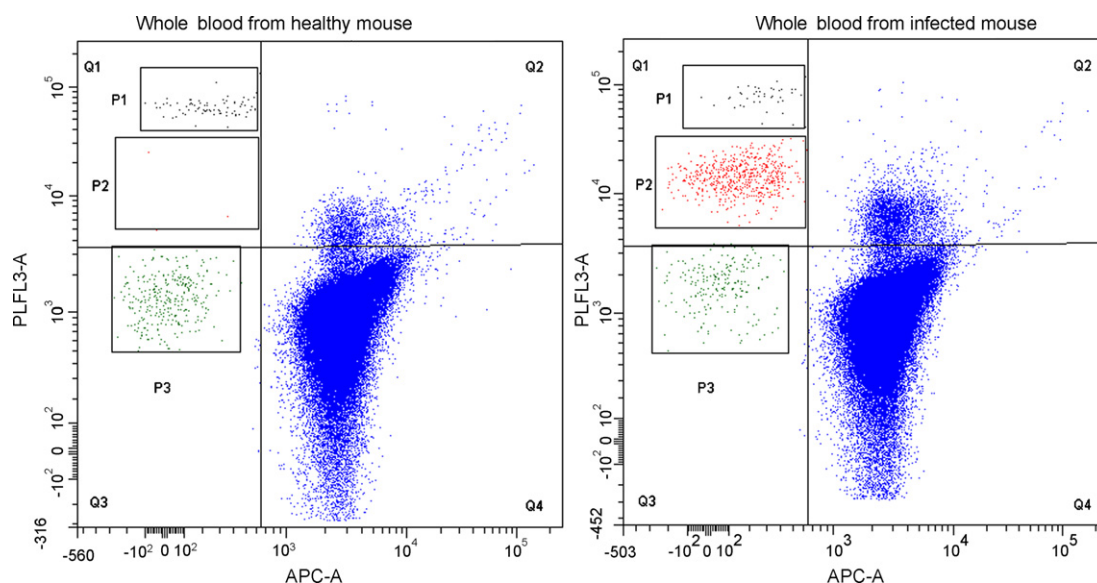 Whole blood from healthy mouse
Q1
Q2
P1
P2
P3
Q3
Q4
PLFL3-A
10^5
10^4
10^3
10^2
0
-10^2
-316
-560
-10^2 0 10^2
10^3
10^4
10^5
APC-A
Whole blood from infected mouse
Q1
Q2
P1
P2
P3
Q3
Q4
PLFL3-A
10^5
10^4
10^3
10^2
0
-10^2
-452
-503
-10^2 0 10^2
10^3
10^4
10^5
APC-A